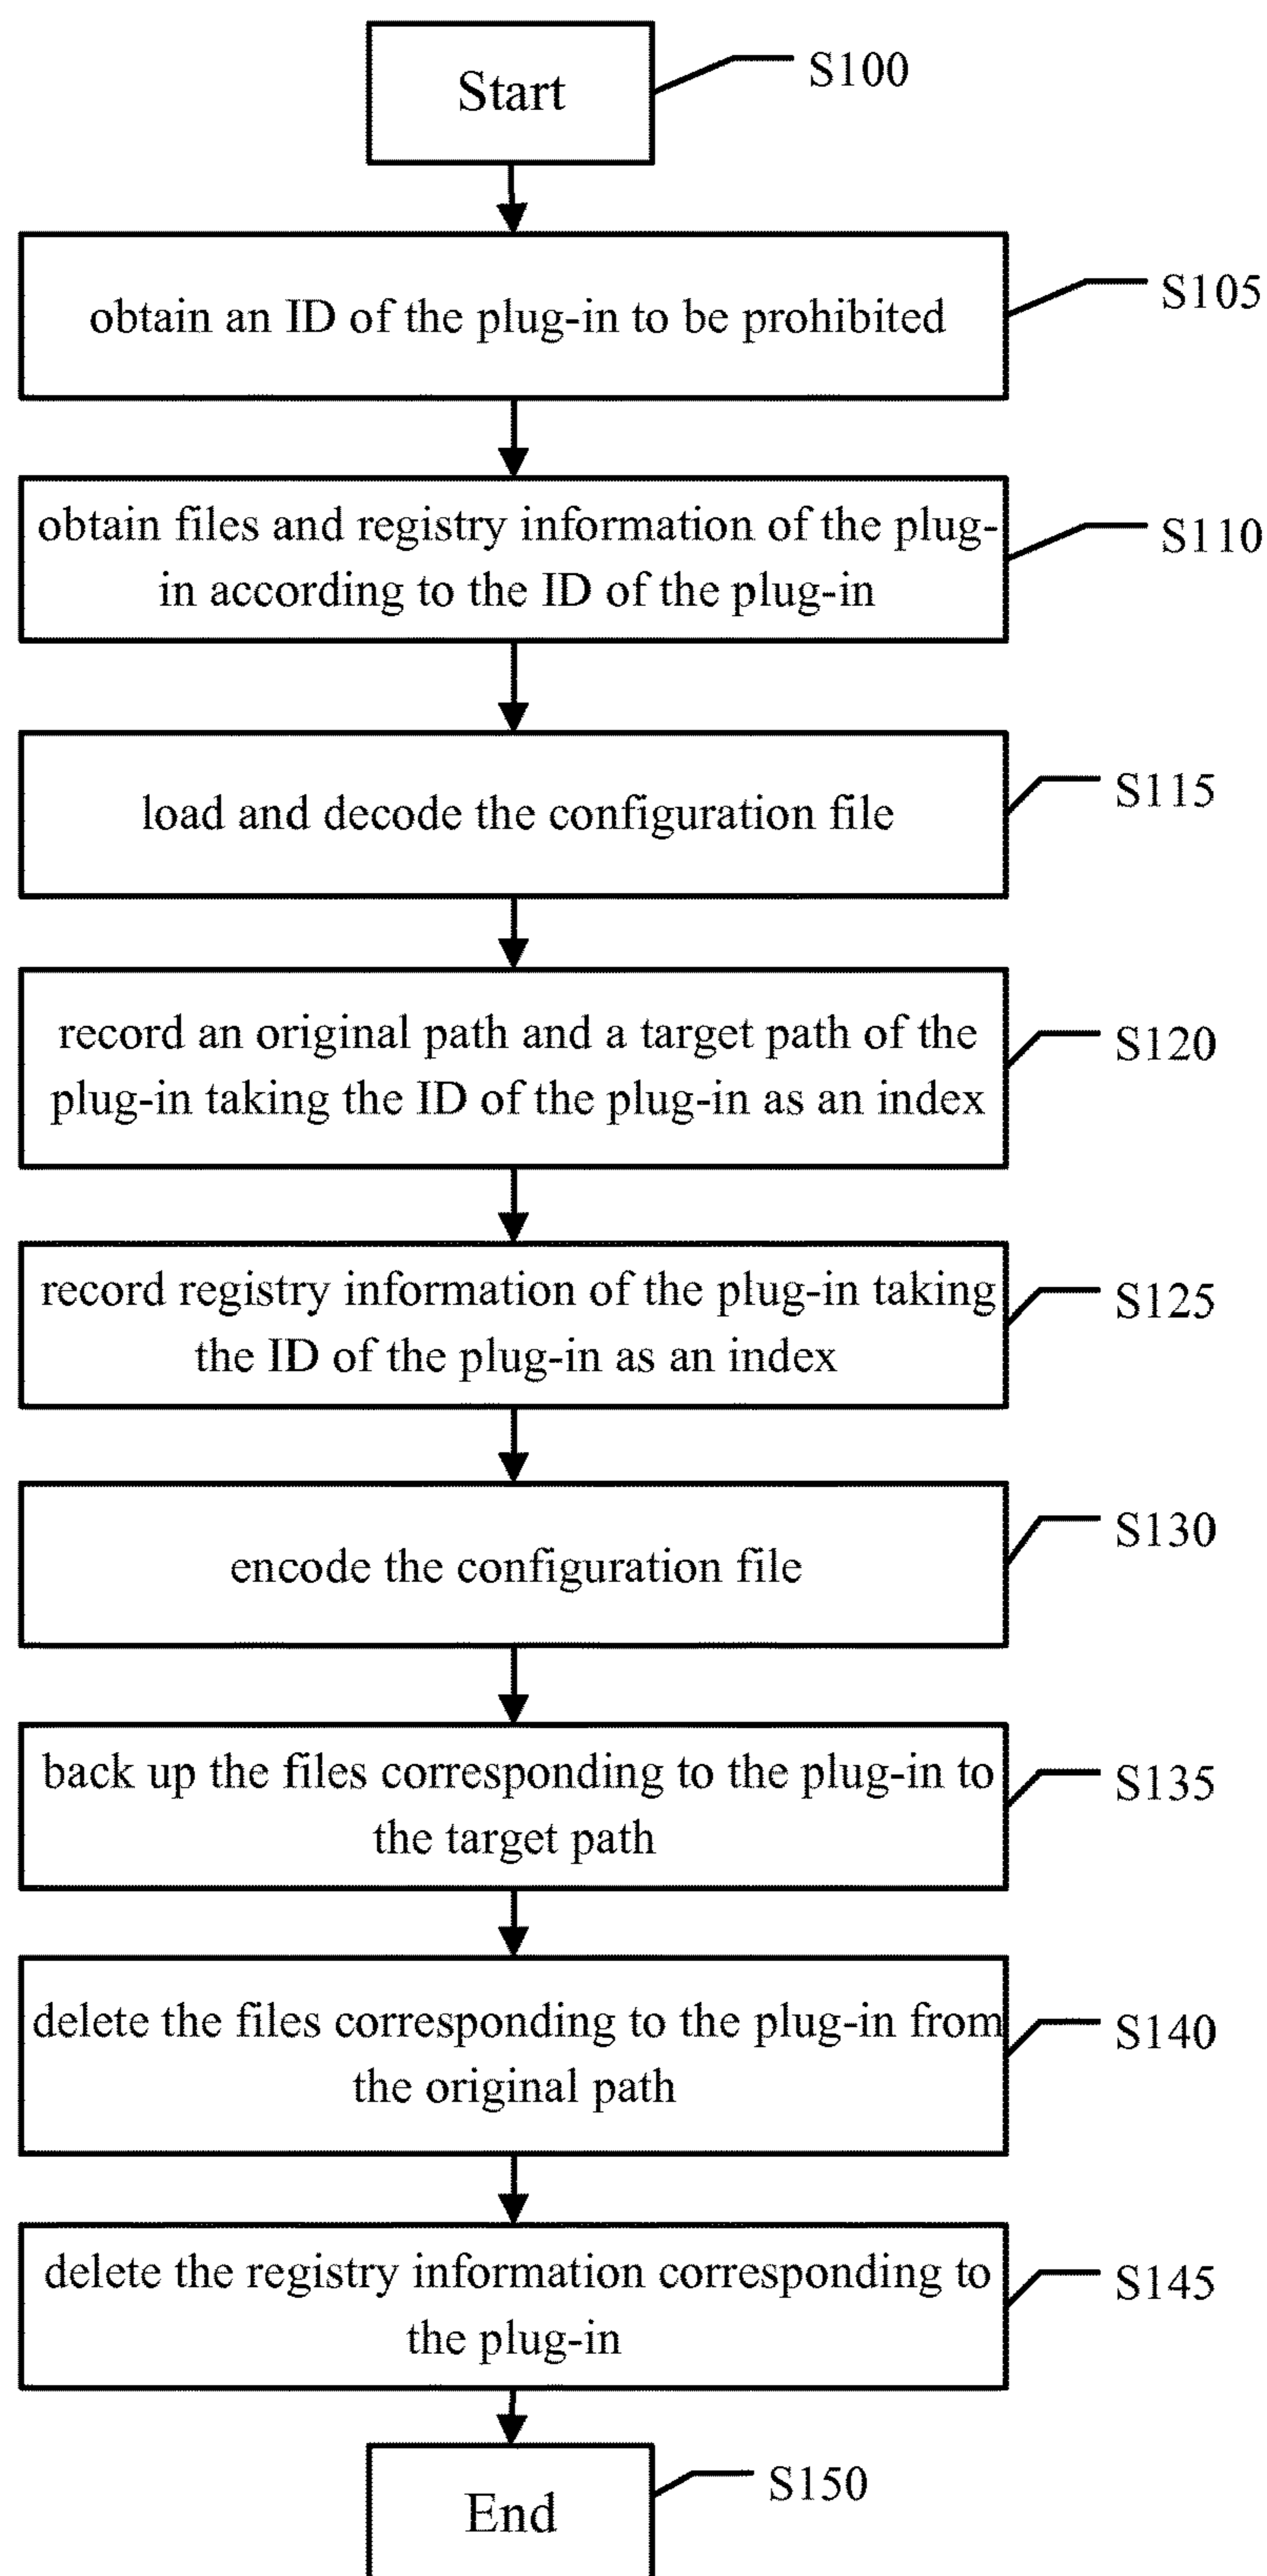 Start
S100
obtain an ID of the plug-in to be prohibited
S105
obtain files and registry information of the plug-
in according to the ID of the plug-in
S110
load and decode the configuration file
S115
record an original path and a target path of the
plug-in taking the ID of the plug-in as an index
S120
record registry information of the plug-in taking
the ID of the plug-in as an index
S125
encode the configuration file
S130
back up the files corresponding to the plug-in to
the target path
S135
delete the files corresponding to the plug-in from
the original path
S140
delete the registry information corresponding to
the plug-in
S145
End
S150